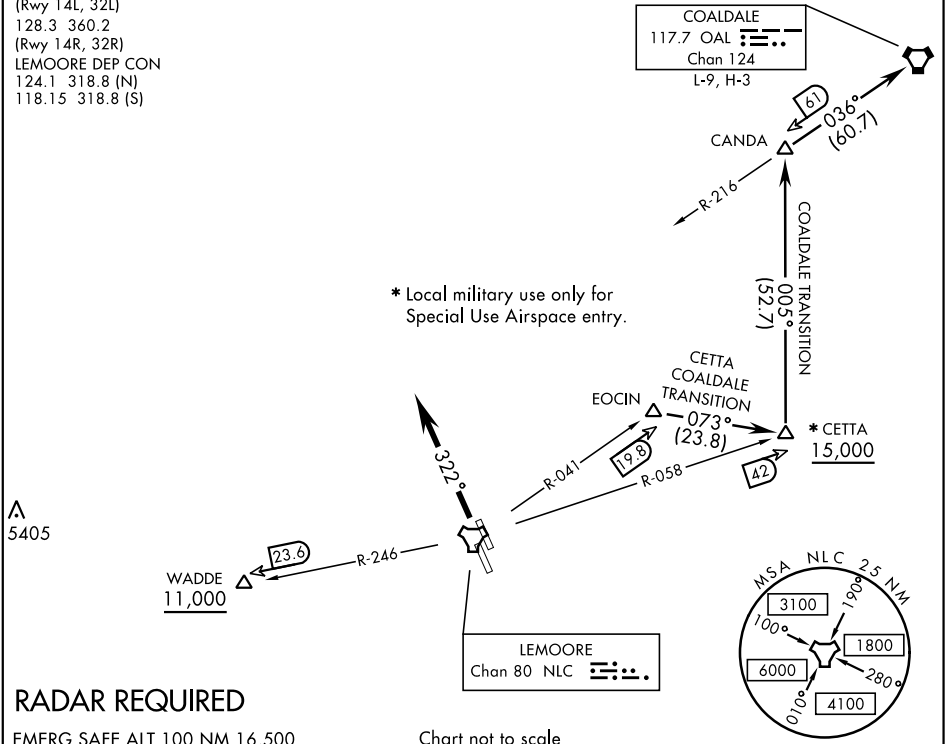 (Rwy 14L, 32L)
128.3 360.2
(Rwy 14R, 32R)
LEMOORE DEP CON
124.1 318.8 (N)
118.15 318.8 (S)
COALDALE
117.7 OAL
Chan 124
L-9, H-3
61
036°
(60.7)
CANDA
R-216
COALDALE TRANSITION
005°
(52.7)
* Local military use only for
Special Use Airspace entry.
CETTA
COALDALE
TRANSITION
EOCIN
073°
(23.8)
* CETTA
15,000
19.8
42
R-041
R-058
322°
5405
23.6
R-246
WADDE
11,000
LEMOORE
Chan 80 NLC
MSA NLC 25 NM
3100
190°
100°
1800
6000
280°
010°
4100
RADAR REQUIRED
EMERG SAFE ALT 100 NM 16,500
Chart not to scale